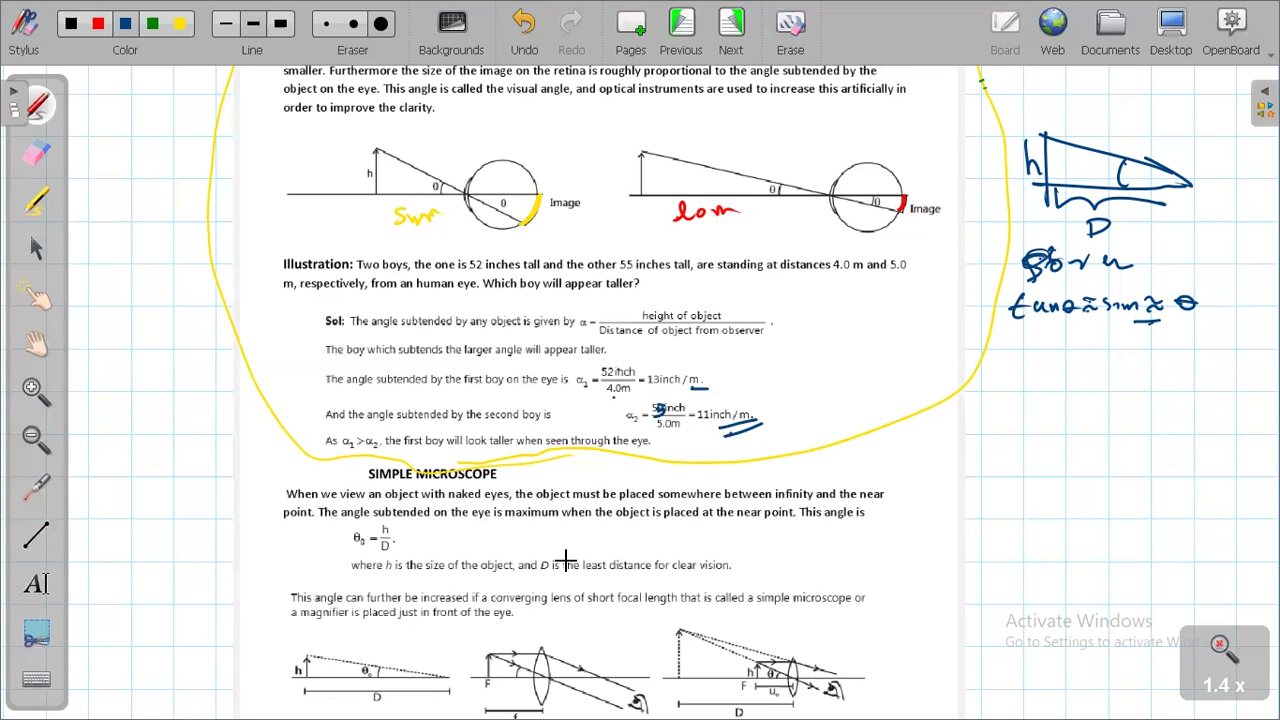 Stylus
Color
Line
Eraser
Backgrounds
Undo
Redo
Pages
Previous
Next
Erase
Board
Web
Documents
Desktop
OpenBoard
smaller. Furthermore the size of the image on the retina is roughly proportional to the angle subtended by the
object on the eye. This angle is called the visual angle, and optical instruments are used to increase this artificially in
order to improve the clarity.
h
θ
θ
Image
5m
θ
θ
Image
10m
h
D
tanθ≈sin≈θ
Illustration: Two boys, the one is 52 inches tall and the other 55 inches tall, are standing at distances 4.0 m and 5.0
m, respectively, from an human eye. Which boy will appear taller?
Sol: The angle subtended by any object is given by α = height of object / Distance of object from observer .
The boy which subtends the larger angle will appear taller.
The angle subtended by the first boy on the eye is α₁ = 52inch / 4.0m = 13inch / m.
And the angle subtended by the second boy is α₂ = inch / 5.0m = 11inch / m.
As α₁ > α₂, the first boy will look taller when seen through the eye.
SIMPLE MICROSCOPE
When we view an object with naked eyes, the object must be placed somewhere between infinity and the near
point. The angle subtended on the eye is maximum when the object is placed at the near point. This angle is
θ₀ = h / D.
where h is the size of the object, and D is the least distance for clear vision.
This angle can further be increased if a converging lens of short focal length that is called a simple microscope or
a magnifier is placed just in front of the eye.
h
θ₀
D
F
f
h
θ
F
u₀
D
Activate Windows
Go to Settings to activate Win
1.4 x